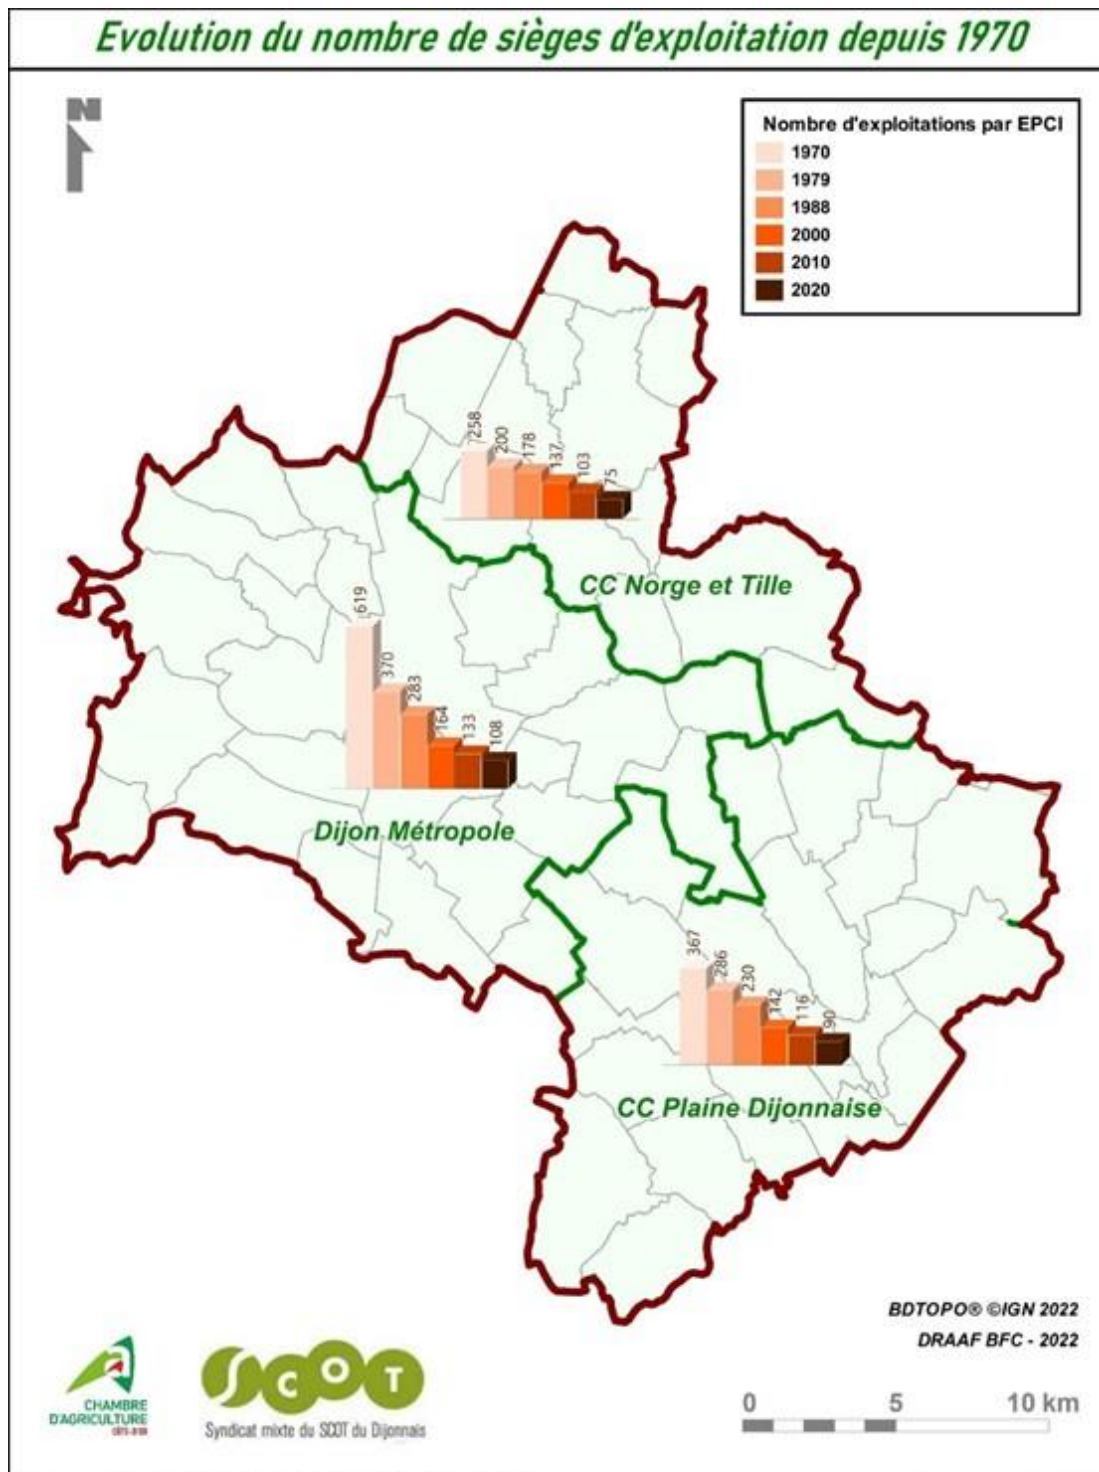 Evolution du nombre de sièges d'exploitation depuis 1970
N
Nombre d'exploitations par EPCI
1970
1979
1988
2000
2010
2020
258
200
178
137
103
75
CC Norge et Tille
619
370
283
164
133
108
Dijon Métropole
367
286
230
142
116
90
CC Plaine Dijonnaise
BDTOPO® ©IGN 2022
DRAAF BFC - 2022
CHAMBRE
D'AGRICULTURE
CÔTE-D'OR
SCOT
Syndicat mixte du SCOT du Dijonnais
0 5 10 km